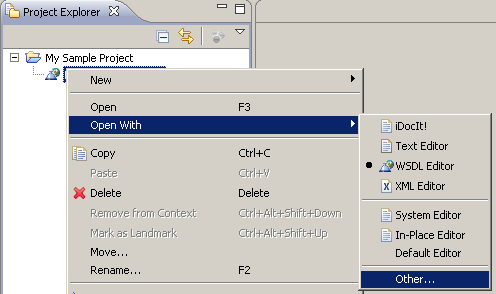 Project Explorer
My Sample Project
New
Open F3
Open With
Copy Ctrl+C
Paste Ctrl+V
Delete Delete
Remove from Context Ctrl+Alt+Shift+Down
Mark as Landmark Ctrl+Alt+Shift+Up
Move...
Rename... F2
iDocIt!
Text Editor
WSDL Editor
XML Editor
System Editor
In-Place Editor
Default Editor
Other...